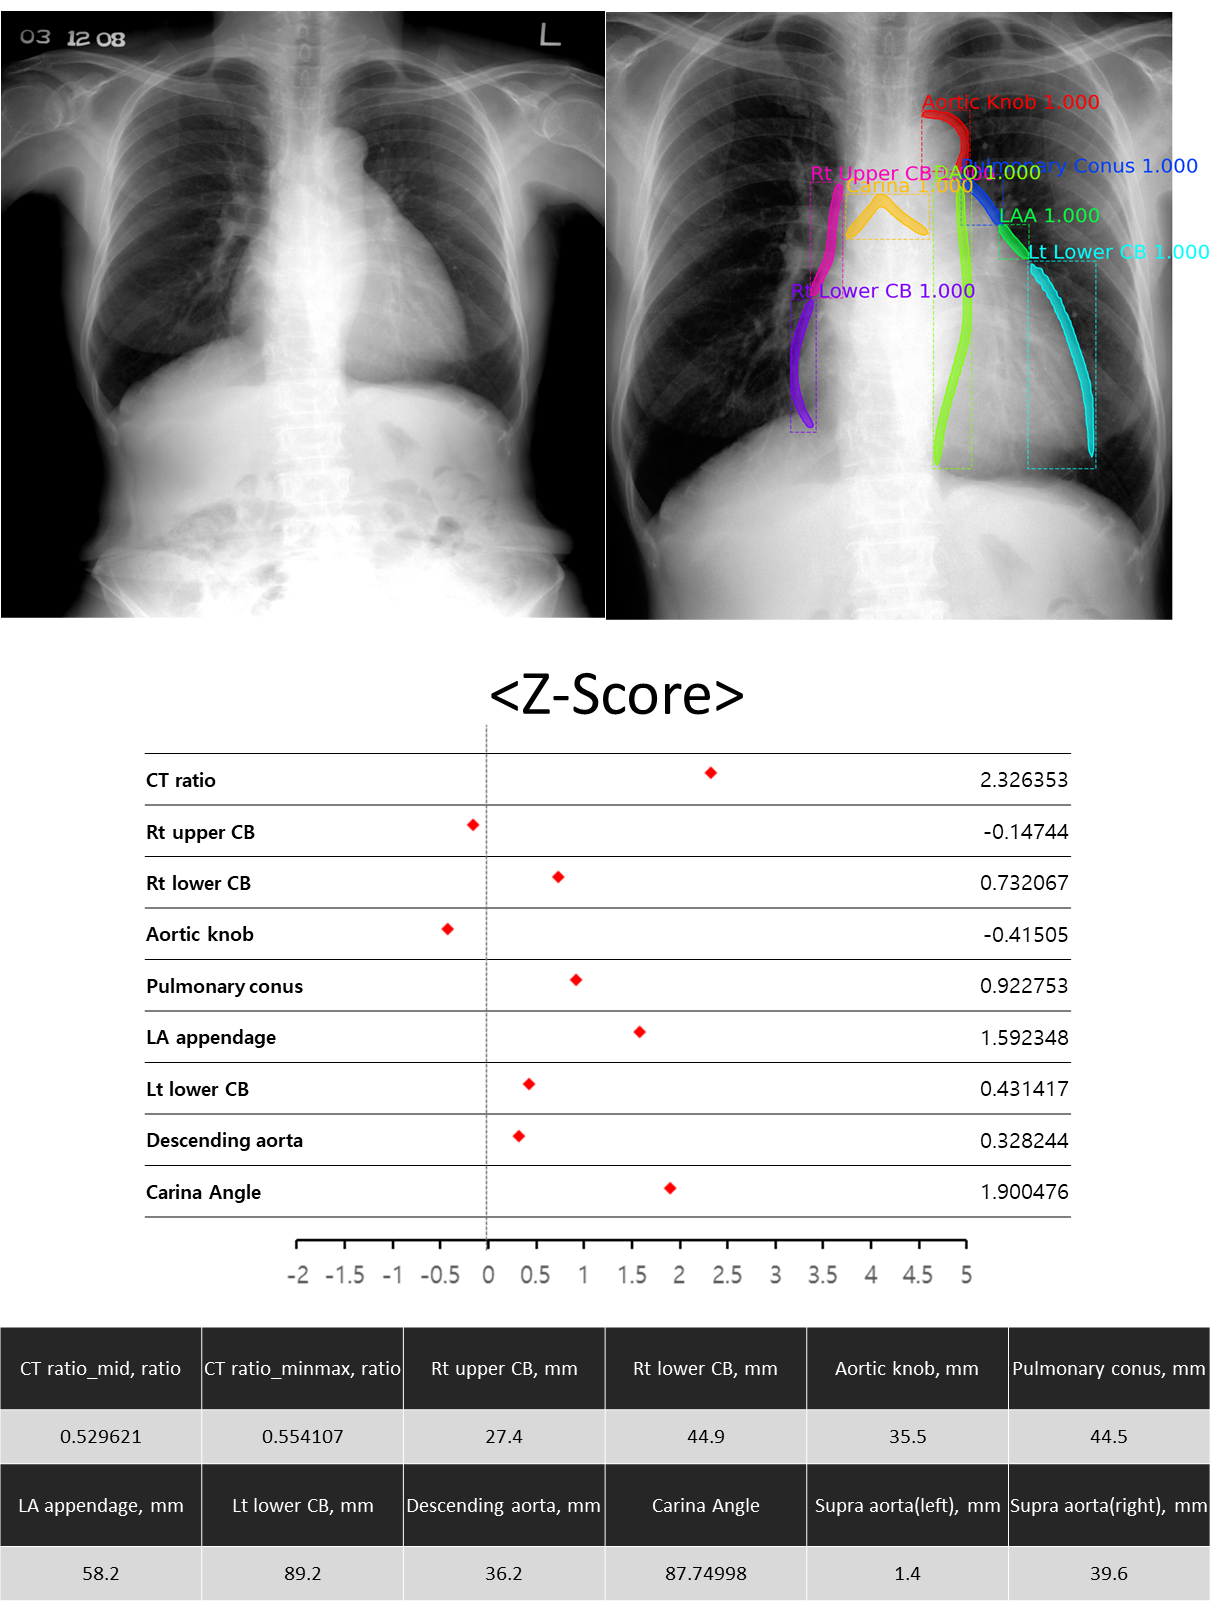 03 12 08
L
Aortic Knob 1.000
Pulmonary Conus 1.000
Rt Upper CB
DAO 1.000
Carina 1.000
LAA 1.000
Lt Lower CB 1.000
Rt Lower CB 1.000
<Z-Score>
CT ratio 2.326353
Rt upper CB -0.14744
Rt lower CB 0.732067
Aortic knob -0.41505
Pulmonary conus 0.922753
LA appendage 1.592348
Lt lower CB 0.431417
Descending aorta 0.328244
Carina Angle 1.900476
-2 -1.5 -1 -0.5 0 0.5 1 1.5 2 2.5 3 3.5 4 4.5 5
CT ratio_mid, ratio CT ratio_minmax, ratio Rt upper CB, mm Rt lower CB, mm Aortic knob, mm Pulmonary conus, mm
0.529621 0.554107 27.4 44.9 35.5 44.5
LA appendage, mm Lt lower CB, mm Descending aorta, mm Carina Angle Supra aorta(left), mm Supra aorta(right), mm
58.2 89.2 36.2 87.74998 1.4 39.6